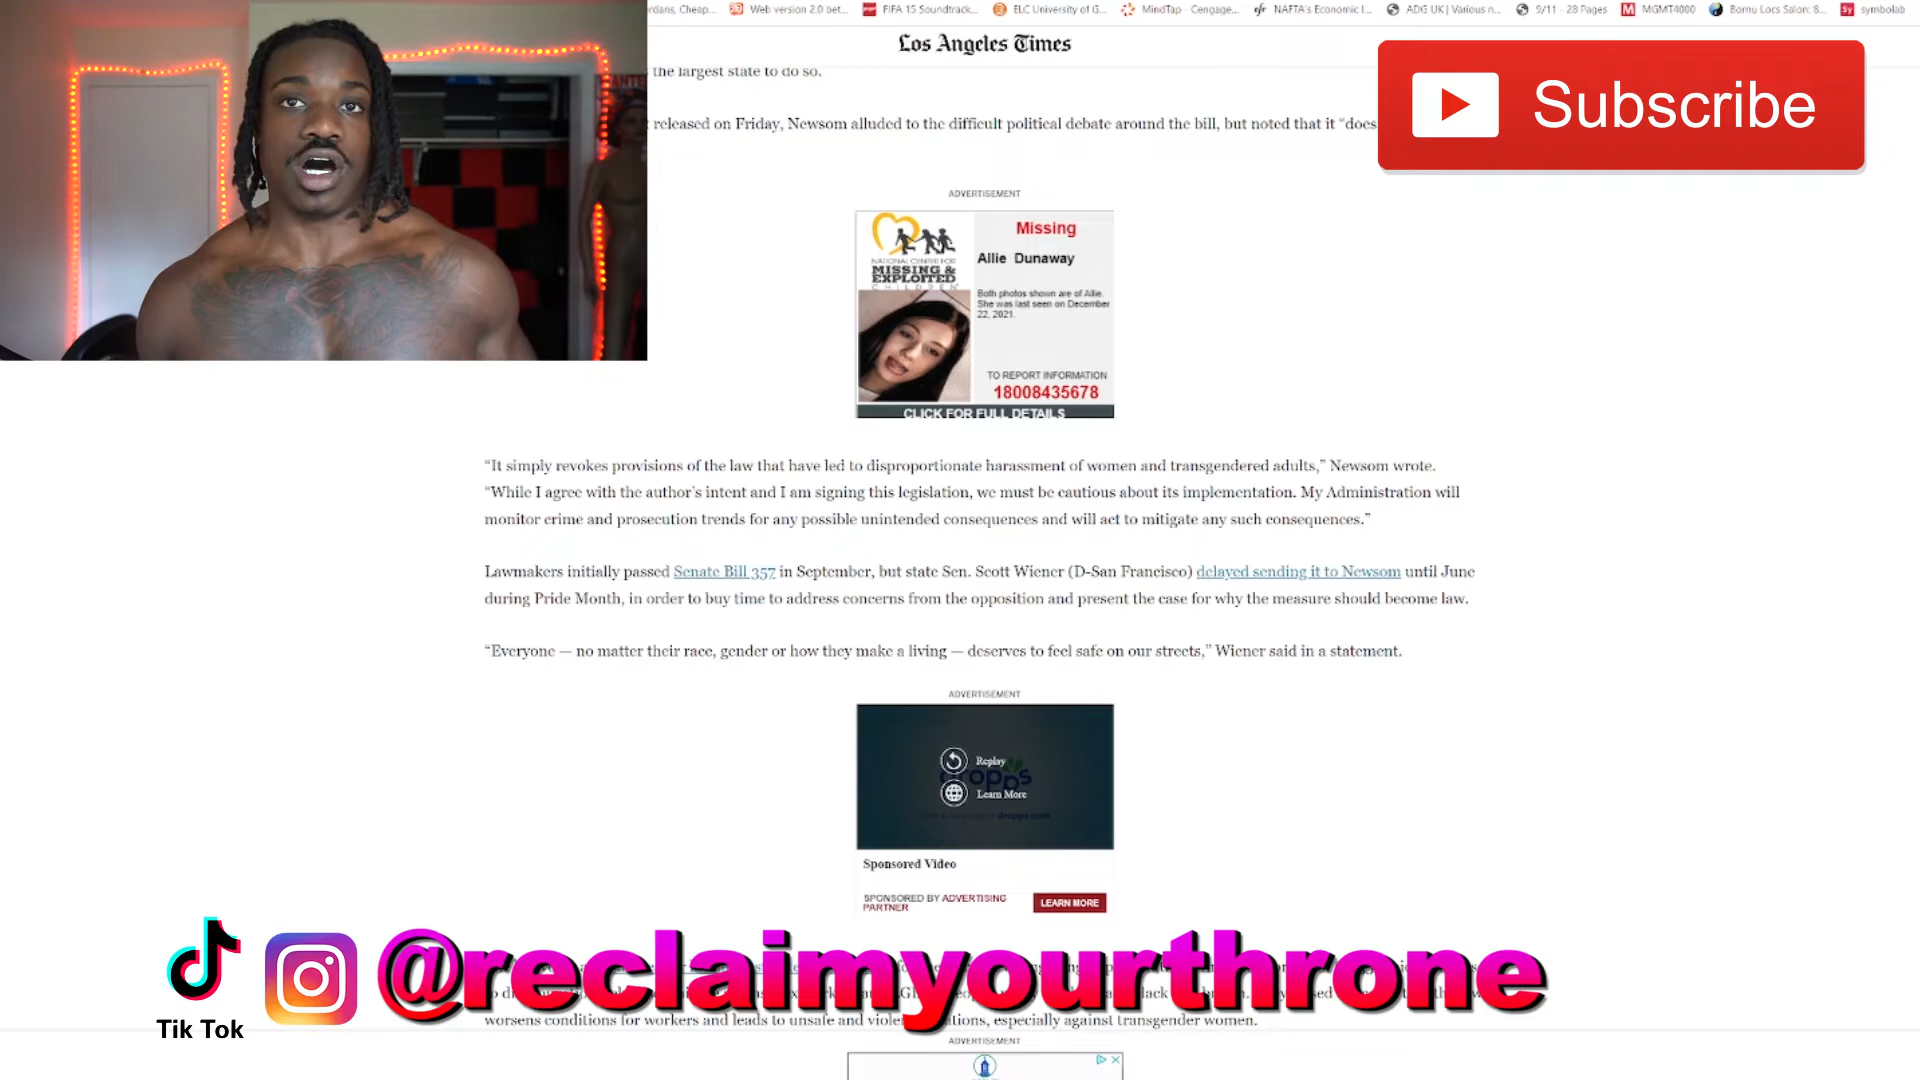 ordans, Cheap... Web version 2.0 bet... FIFA 15 Soundtrack... ELC University of G... MindTap - Cengage... NAFTA's Economic I... ADG UK | Various n... 9/11 - 28 Pages MGMT4000 Bornu Locs Salon: 8... symbolab
Los Angeles Times
the largest state to do so.
Subscribe
released on Friday, Newsom alluded to the difficult political debate around the bill, but noted that it “does
ADVERTISEMENT
NATIONAL CENTER FOR
MISSING &
EXPLOITED
CHILDREN
Missing
Allie Dunaway
Both photos shown are of Allie.
She was last seen on December
22, 2021.
TO REPORT INFORMATION
18008435678
CLICK FOR FULL DETAILS
“It simply revokes provisions of the law that have led to disproportionate harassment of women and transgendered adults,” Newsom wrote.
“While I agree with the author’s intent and I am signing this legislation, we must be cautious about its implementation. My Administration will
monitor crime and prosecution trends for any possible unintended consequences and will act to mitigate any such consequences.”
Lawmakers initially passed Senate Bill 357 in September, but state Sen. Scott Wiener (D-San Francisco) delayed sending it to Newsom until June
during Pride Month, in order to buy time to address concerns from the opposition and present the case for why the measure should become law.
“Everyone — no matter their race, gender or how they make a living — deserves to feel safe on our streets,” Wiener said in a statement.
ADVERTISEMENT
Replay
dropps
Learn More
dropps.com
Sponsored Video
SPONSORED BY ADVERTISING
PARTNER
LEARN MORE
@reclaimyourthrone
Tik Tok
worsens conditions for workers and leads to unsafe and violent situations, especially against transgender women.
ADVERTISEMENT